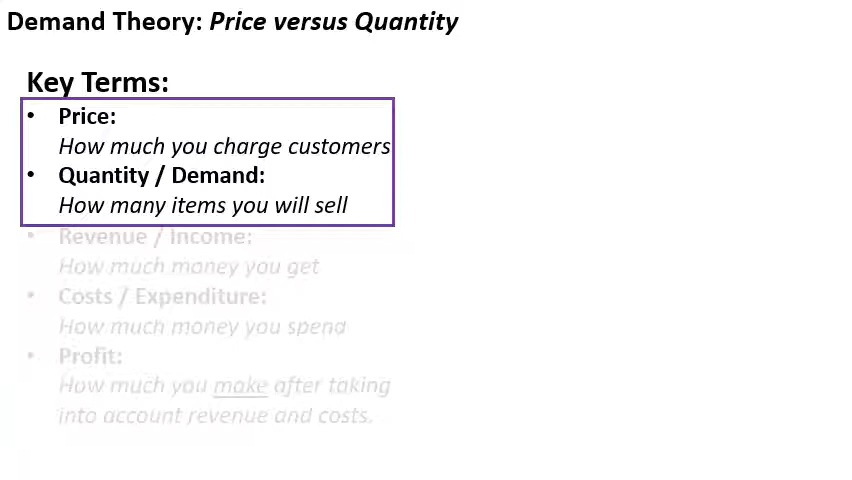 Demand Theory: Price versus Quantity
Key Terms:
• Price:
How much you charge customers
• Quantity / Demand:
How many items you will sell
• Revenue / Income:
How much money you get
• Costs / Expenditure:
How much money you spend
• Profit:
How much you make after taking
into account revenue and costs.